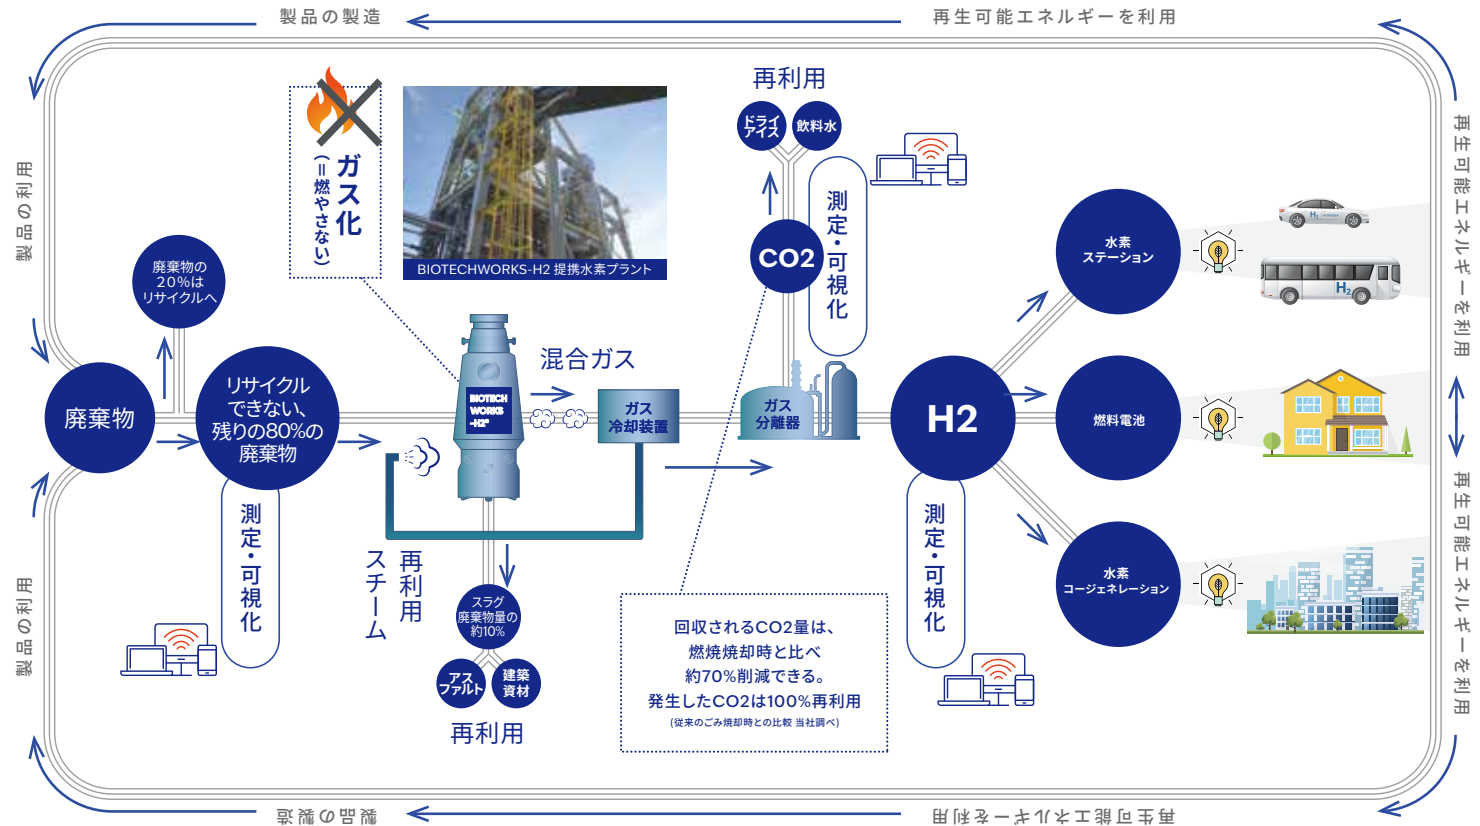 製品の製造
再生可能エネルギーを利用
製品の利用
製品の利用
再生可能エネルギーを利用
再生可能エネルギーを利用
製品の製造
再生可能エネルギーを利用
廃棄物
廃棄物の
20%は
リサイクルへ
リサイクル
できない、
残りの80%の
廃棄物
測定・可視化
ガス化
(=燃やさない)
BIOTECHWORKS-H2 提携水素プラント
BIOTECH
WORKS
-H2
混合ガス
ガス
冷却装置
再利用
スチーム
スラグ
廃棄物量の
約10%
アス
ファルト
建築
資材
再利用
再利用
ドライ
アイス
飲料水
CO2
測定・可視化
ガス
分離器
回収されるCO2量は、
燃焼焼却時と比べ
約70%削減できる。
発生したCO2は100%再利用
(従来のごみ焼却時との比較 当社調べ)
H2
測定・可視化
水素
ステーション
H2
H2
燃料電池
水素
コージェネレーション